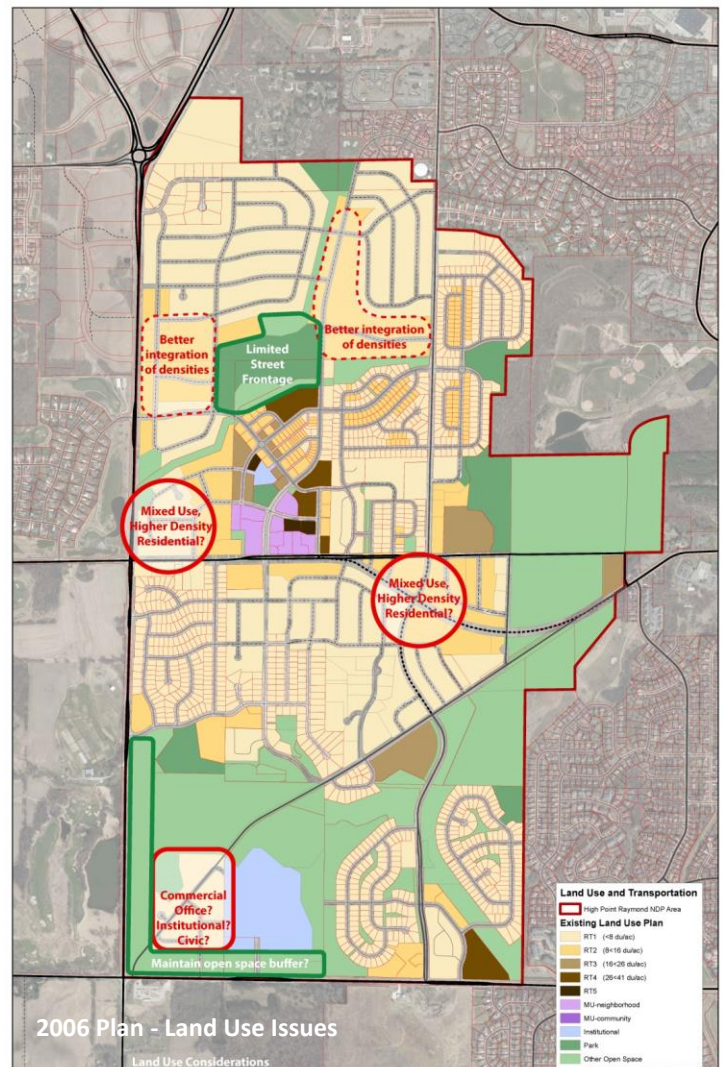 Better
integration
of densities
Better integration
of densities
Limited
Street
Frontage
Mixed Use,
Higher Density
Residential?
Mixed Use,
Higher Density
Residential?
Commercial
Office?
Institutional?
Civic?
Maintain open space buffer?
2006 Plan - Land Use Issues
Land Use Considerations
Land Use and Transportation
High Point Raymond NDP Area
Existing Land Use Plan
RT1 (<8 du/ac)
RT2 (8<16 du/ac)
RT3 (16<26 du/ac)
RT4 (26<41 du/ac)
RT5
MU-neighborhood
MU-community
Institutional
Park
Other Open Space